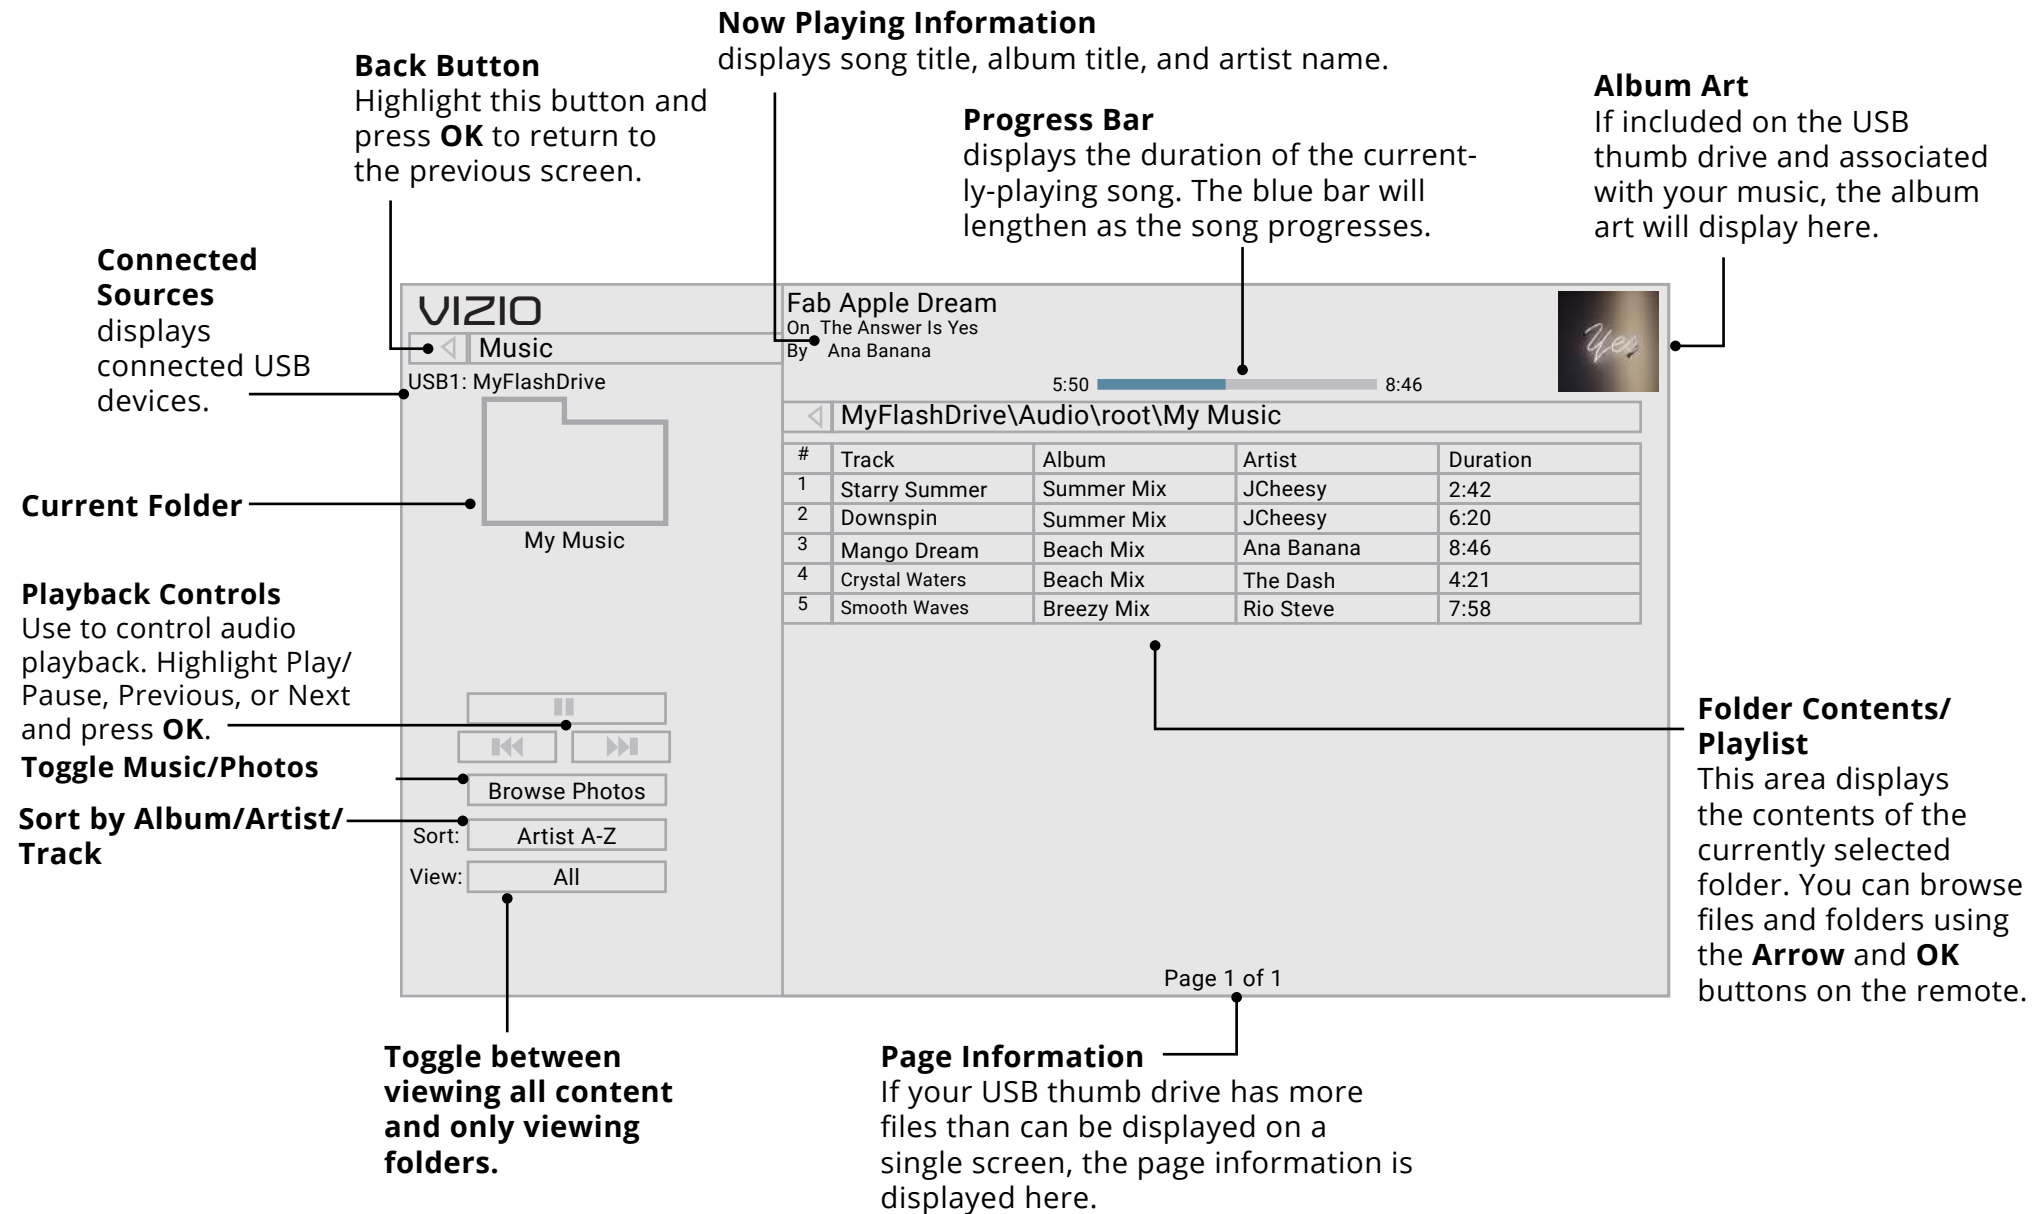 Now Playing Information
displays song title, album title, and artist name.
Back Button
Highlight this button and
press OK to return to
the previous screen.
Progress Bar
displays the duration of the current-
ly-playing song. The blue bar will
lengthen as the song progresses.
Album Art
If included on the USB
thumb drive and associated
with your music, the album
art will display here.
Connected
Sources
displays
connected USB
devices.
Current Folder
Playback Controls
Use to control audio
playback. Highlight Play/
Pause, Previous, or Next
and press OK.
Toggle Music/Photos
Sort by Album/Artist/
Track
VIZIO
Music
USB1: MyFlashDrive
My Music
Browse Photos
Sort: Artist A-Z
View: All
Fab Apple Dream
On The Answer Is Yes
By Ana Banana
5:50 8:46
Yes
MyFlashDrive\Audio\root\My Music
# Track Album Artist Duration
1 Starry Summer Summer Mix JCheesy 2:42
2 Downspin Summer Mix JCheesy 6:20
3 Mango Dream Beach Mix Ana Banana 8:46
4 Crystal Waters Beach Mix The Dash 4:21
5 Smooth Waves Breezy Mix Rio Steve 7:58
Page 1 of 1
Folder Contents/
Playlist
This area displays
the contents of the
currently selected
folder. You can browse
files and folders using
the Arrow and OK
buttons on the remote.
Toggle between
viewing all content
and only viewing
folders.
Page Information
If your USB thumb drive has more
files than can be displayed on a
single screen, the page information is
displayed here.